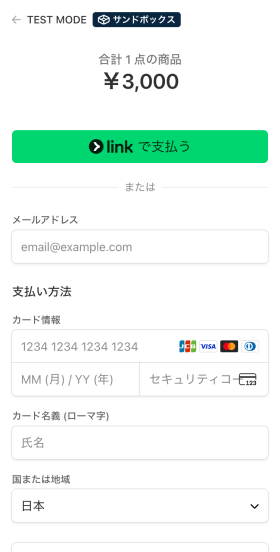 ← TEST MODE サンドボックス
合計 1 点の商品
¥3,000
link で支払う
または
メールアドレス
email@example.com
支払い方法
カード情報
1234 1234 1234 1234 JCB VISA
MM (月) / YY (年) セキュリティコー 123
カード名義 (ローマ字)
氏名
国または地域
日本